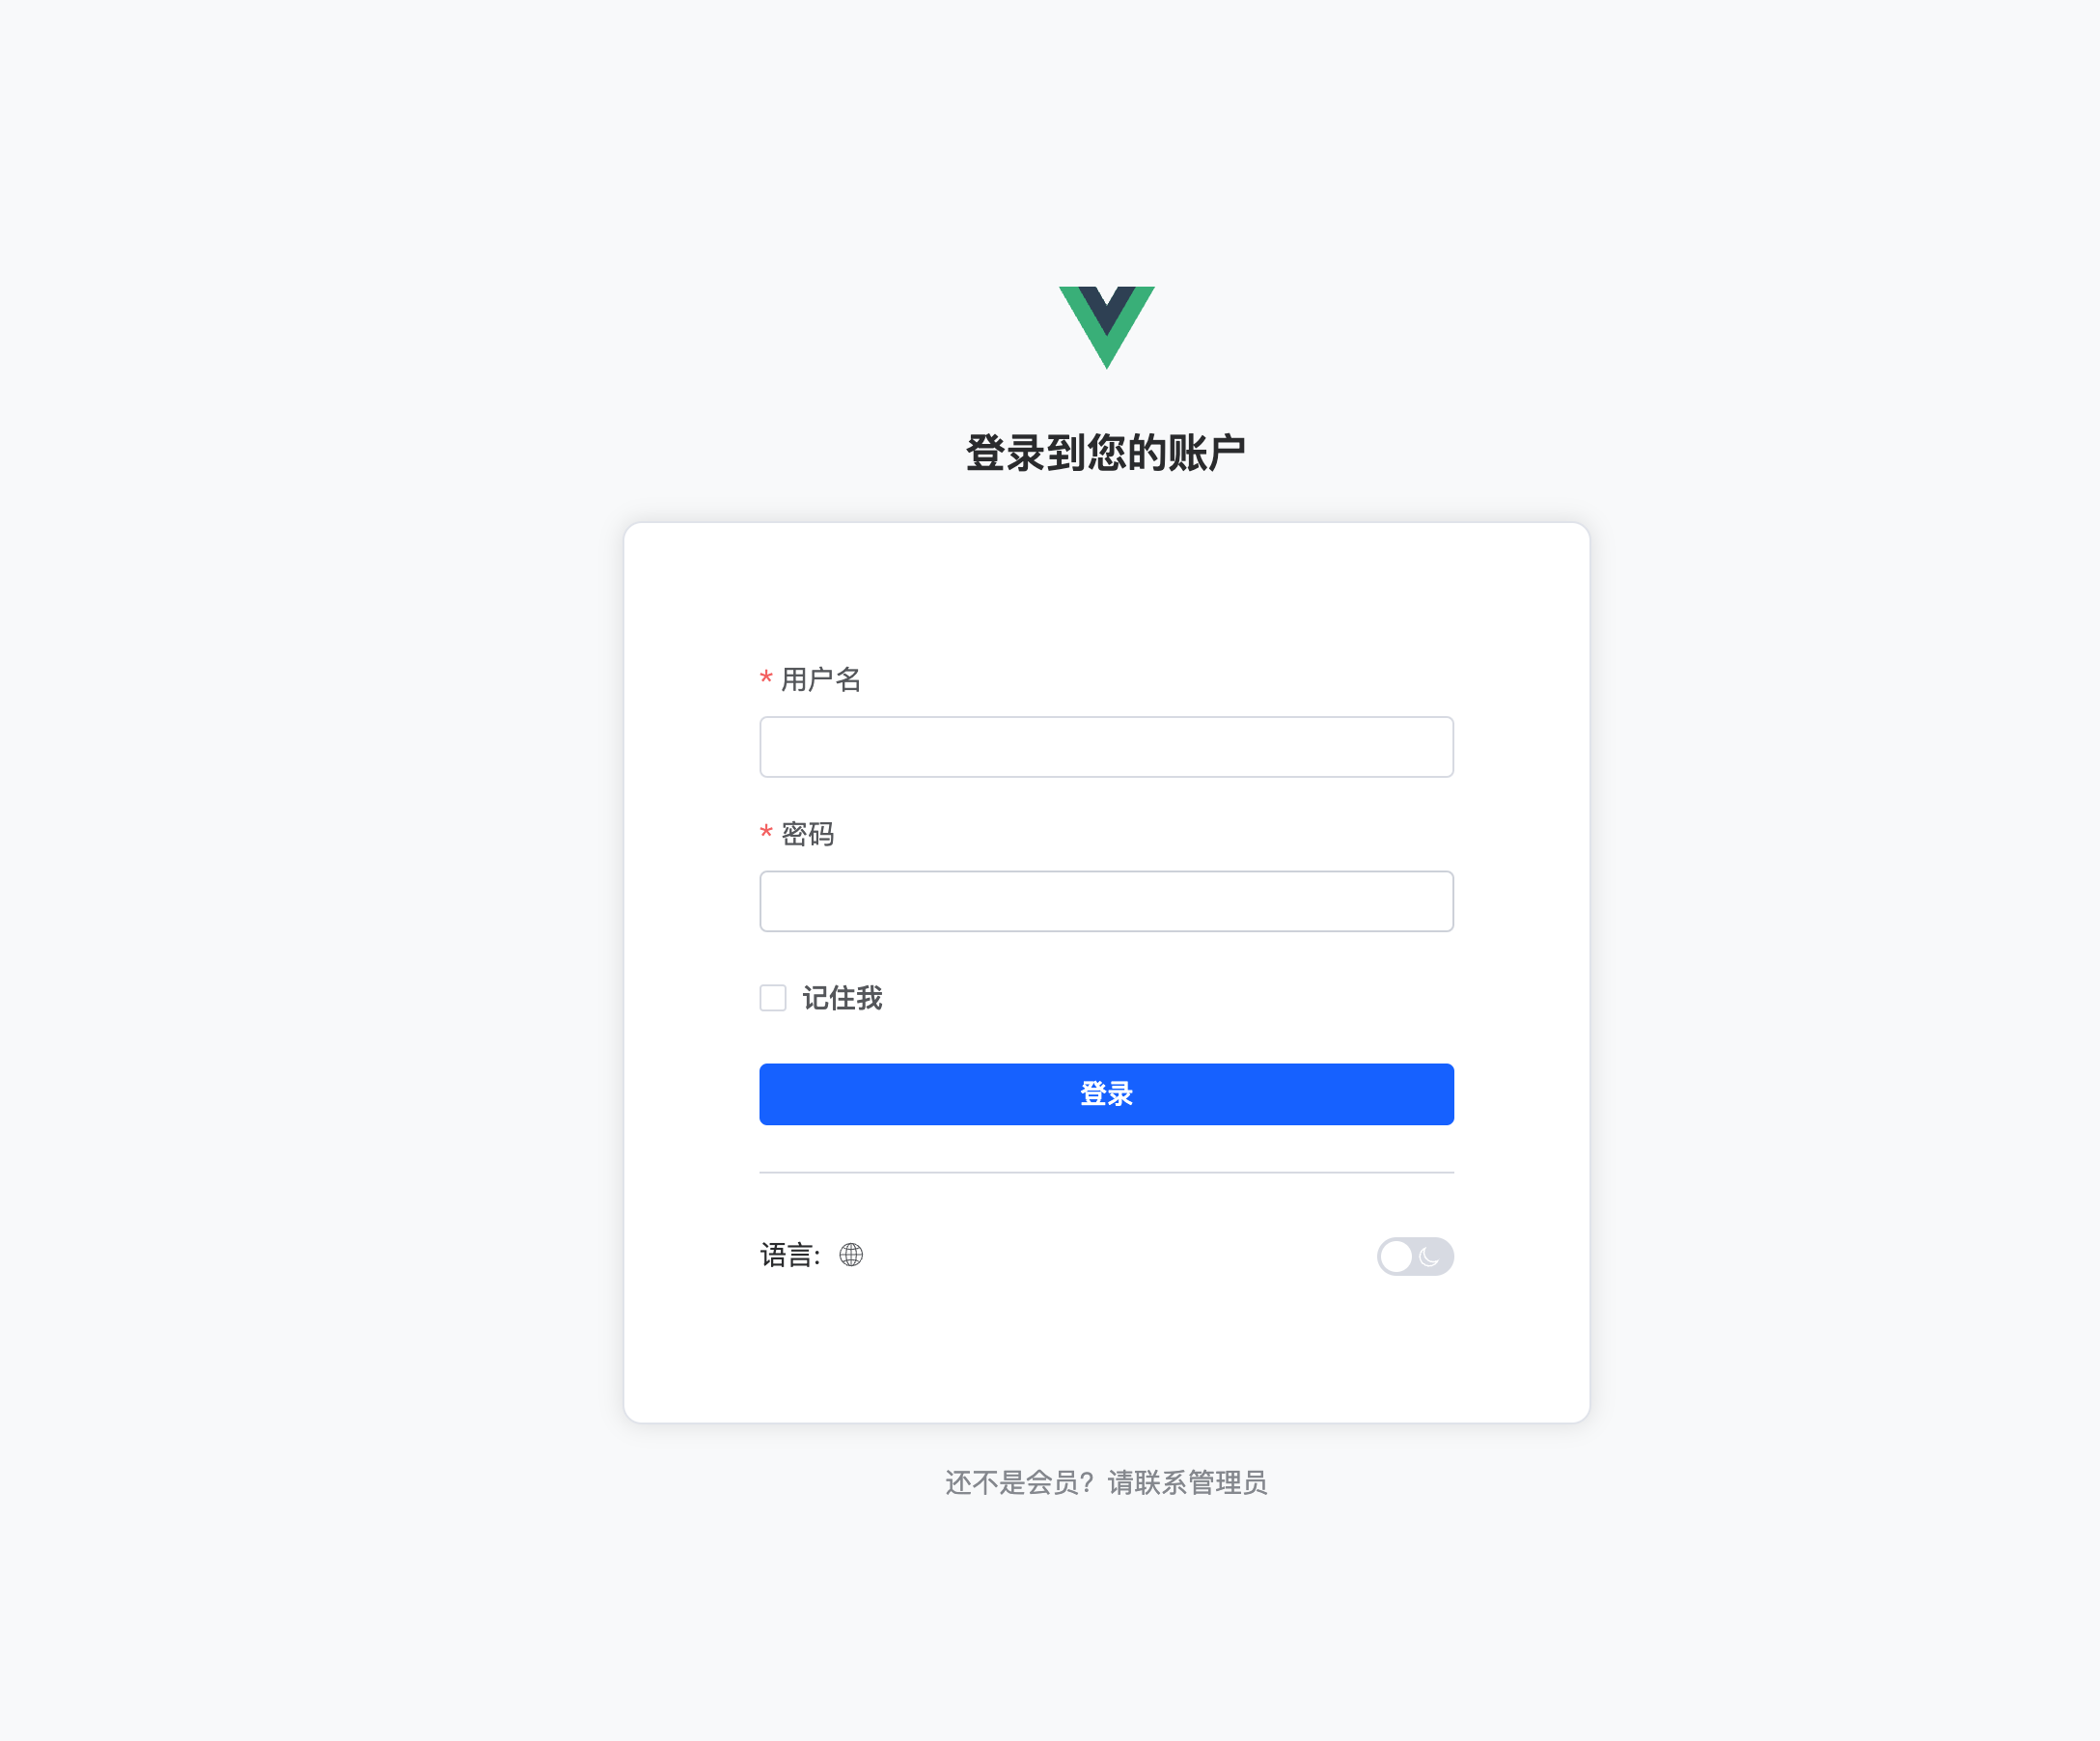 登录到您的账户
* 用户名
* 密码
记住我
登录
语言:
还不是会员? 请联系管理员